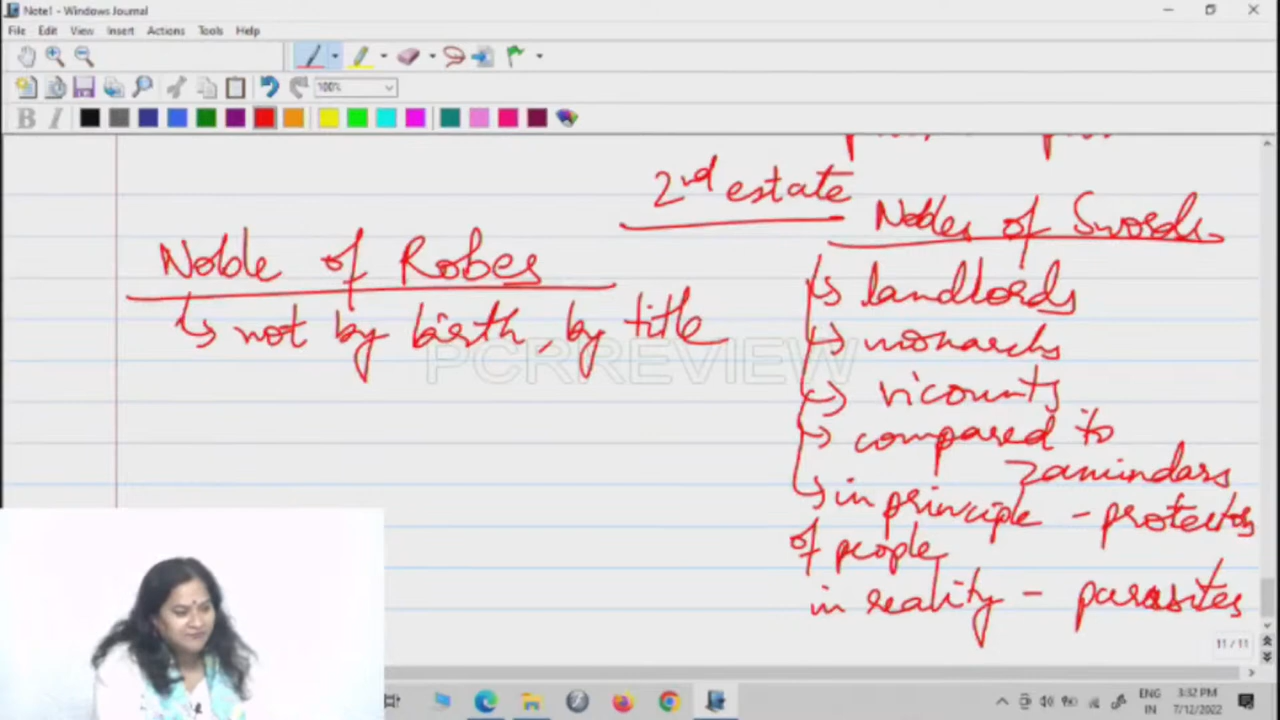 Note1 - Windows Journal
File Edit View Insert Actions Tools Help
100%
B I
2nd estate
Nobles of Swords
Noble of Robes
↳ not by birth, by title
↳ landlords
↳ monarchs
↳ vicounts
↳ compared to
zamindars
↳ in principle - protectors
of people
in reality - parasites
PCRREVIEW
11 / 11
ENG
IN
3:32 PM
7/12/2022